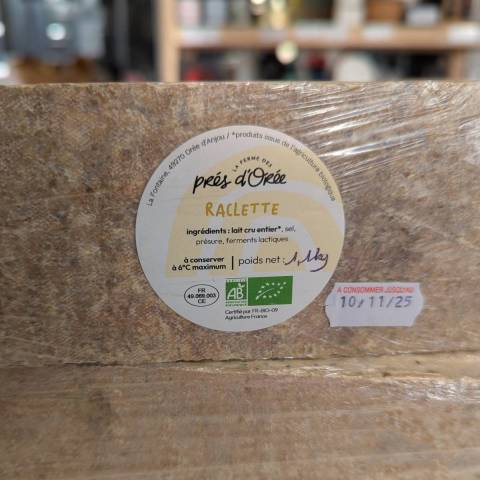 La Fontaine, 49270 Orée d'Anjou / *produits issus de l'agriculture biologique
LA FERME DES
prés d'Orée
RACLETTE
ingrédients : lait cru entier*, sel,
présure, ferments lactiques
à conserver
à 6°C maximum
poids net : 1,1kg
FR
49.069.003
CE
AB
AGRICULTURE
BIOLOGIQUE
Certifié par FR-BIO-09
Agriculture France
A CONSOMMER JUSQU'AU
10/11/25